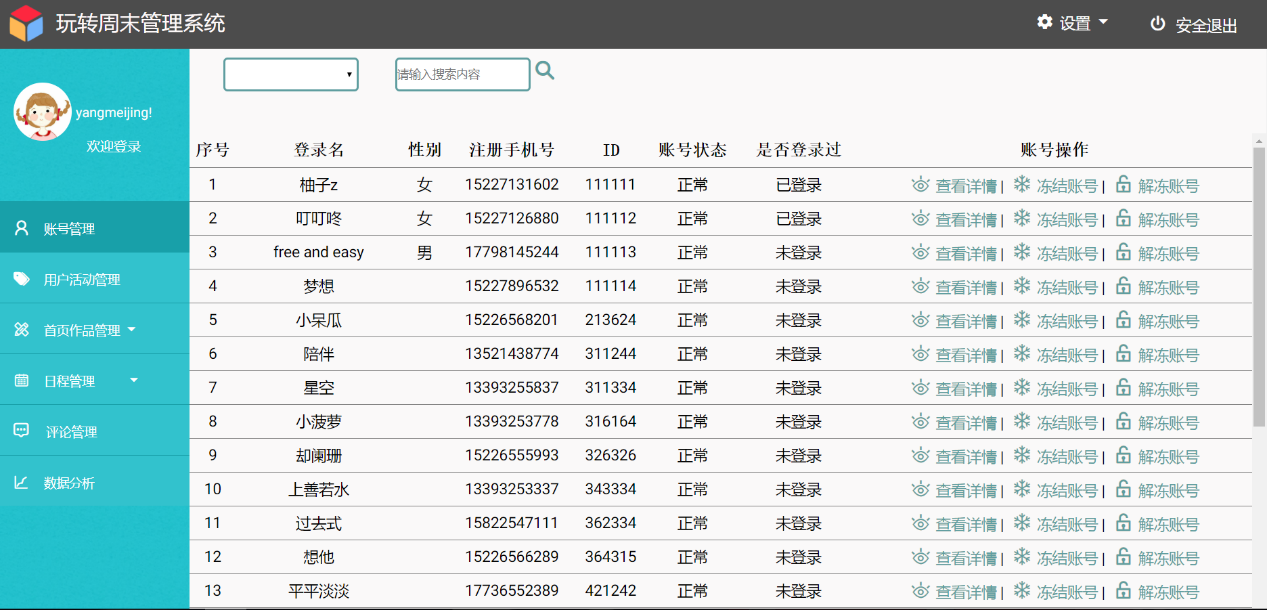 玩转周末管理系统 设置 安全退出
yangmeijing!
欢迎登录
账号管理
用户活动管理
首页作品管理
日程管理
评论管理
数据分析
请输入搜索内容
序号 登录名 性别 注册手机号 ID 账号状态 是否登录过 账号操作
1 柚子z 女 15227131602 111111 正常 已登录 查看详情| 冻结账号| 解冻账号
2 叮叮咚 女 15227126880 111112 正常 已登录 查看详情| 冻结账号| 解冻账号
3 free and easy 男 17798145244 111113 正常 未登录 查看详情| 冻结账号| 解冻账号
4 梦想 15227896532 111114 正常 未登录 查看详情| 冻结账号| 解冻账号
5 小呆瓜 15226568201 213624 正常 未登录 查看详情| 冻结账号| 解冻账号
6 陪伴 13521438774 311244 正常 未登录 查看详情| 冻结账号| 解冻账号
7 星空 13393255837 311334 正常 未登录 查看详情| 冻结账号| 解冻账号
8 小菠萝 13393253778 316164 正常 未登录 查看详情| 冻结账号| 解冻账号
9 却阑珊 15226555993 326326 正常 未登录 查看详情| 冻结账号| 解冻账号
10 上善若水 13393253337 343334 正常 未登录 查看详情| 冻结账号| 解冻账号
11 过去式 15822547111 362334 正常 未登录 查看详情| 冻结账号| 解冻账号
12 想他 15226566289 364315 正常 未登录 查看详情| 冻结账号| 解冻账号
13 平平淡淡 17736552389 421242 正常 未登录 查看详情| 冻结账号| 解冻账号